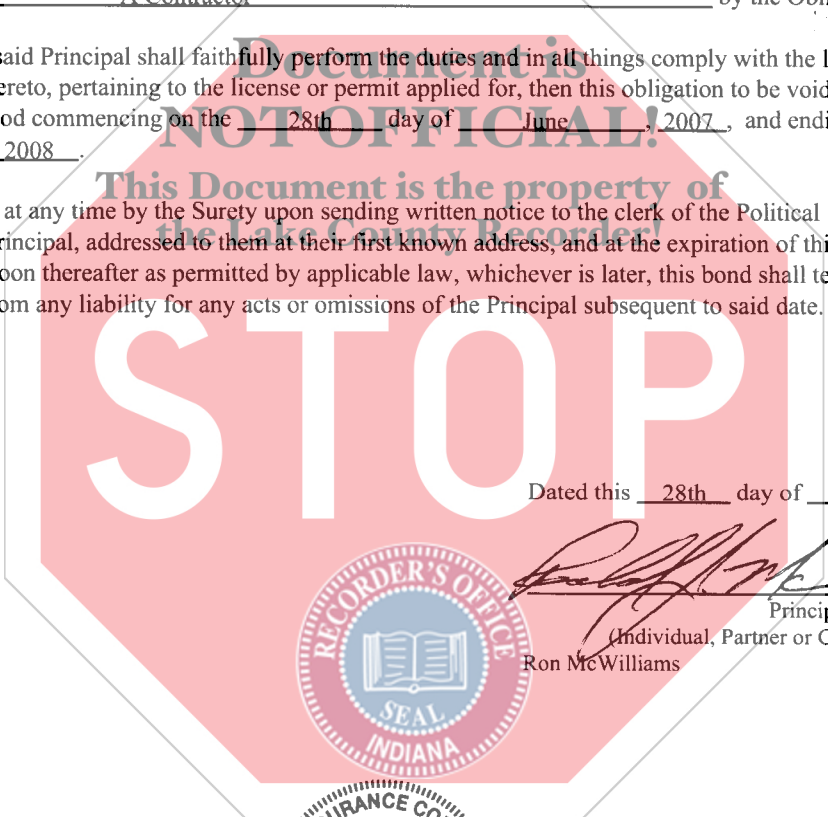 A Contractor by the Obli
said Principal shall faithfully perform the duties and in all things comply with the l
ereto, pertaining to the license or permit applied for, then this obligation to be void
od commencing on the 28th day of June, 2007, and endi
2008.
at any time by the Surety upon sending written notice to the clerk of the Political
rincipal, addressed to them at their first known address, and at the expiration of thi
oon thereafter as permitted by applicable law, whichever is later, this bond shall te
om any liability for any acts or omissions of the Principal subsequent to said date.
Document is
NOT OFFICIAL!
This Document is the property of
the Lake County Recorder!
STOP
Dated this 28th day of
Princip
(Individual, Partner or C
Ron McWilliams
RECORDER'S OFFICE
SEAL
INDIANA
URANCE CO